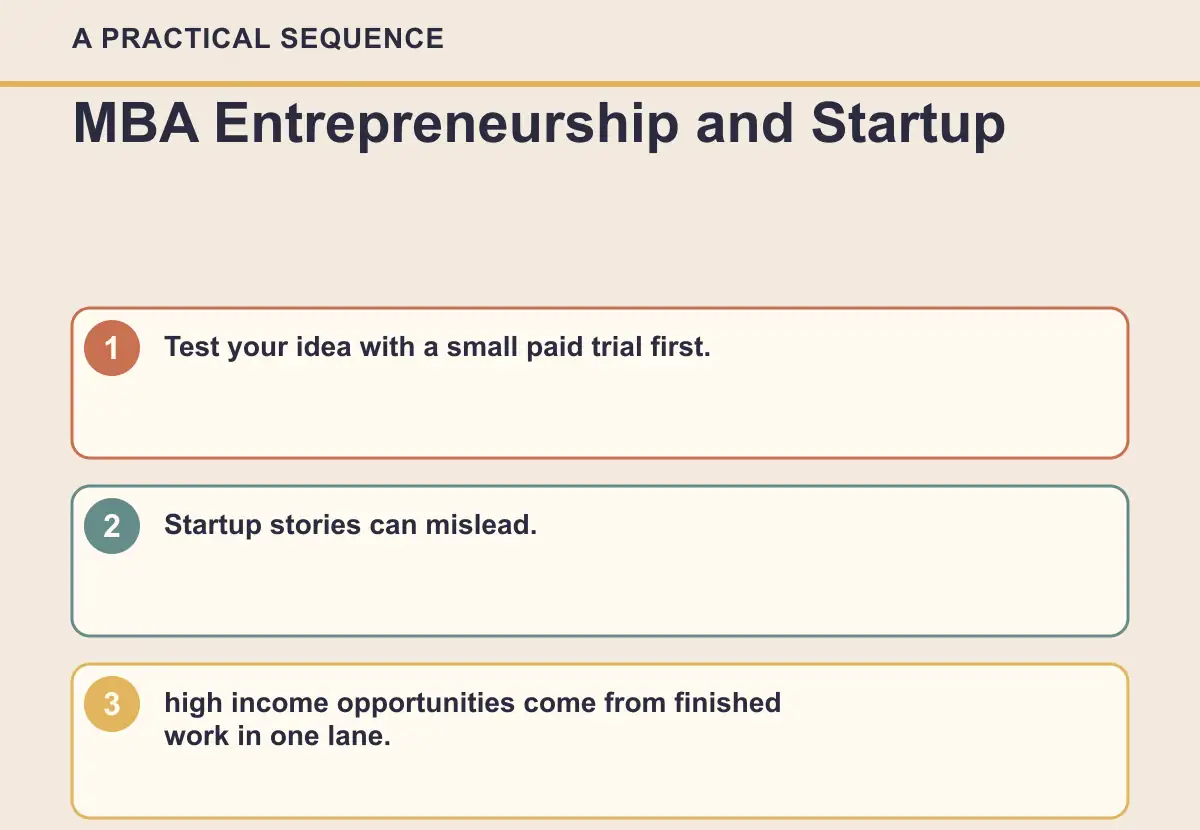 A PRACTICAL SEQUENCE
MBA Entrepreneurship and Startup
1
Test your idea with a small paid trial first.
2
Startup stories can mislead.
3
high income opportunities come from finished
work in one lane.